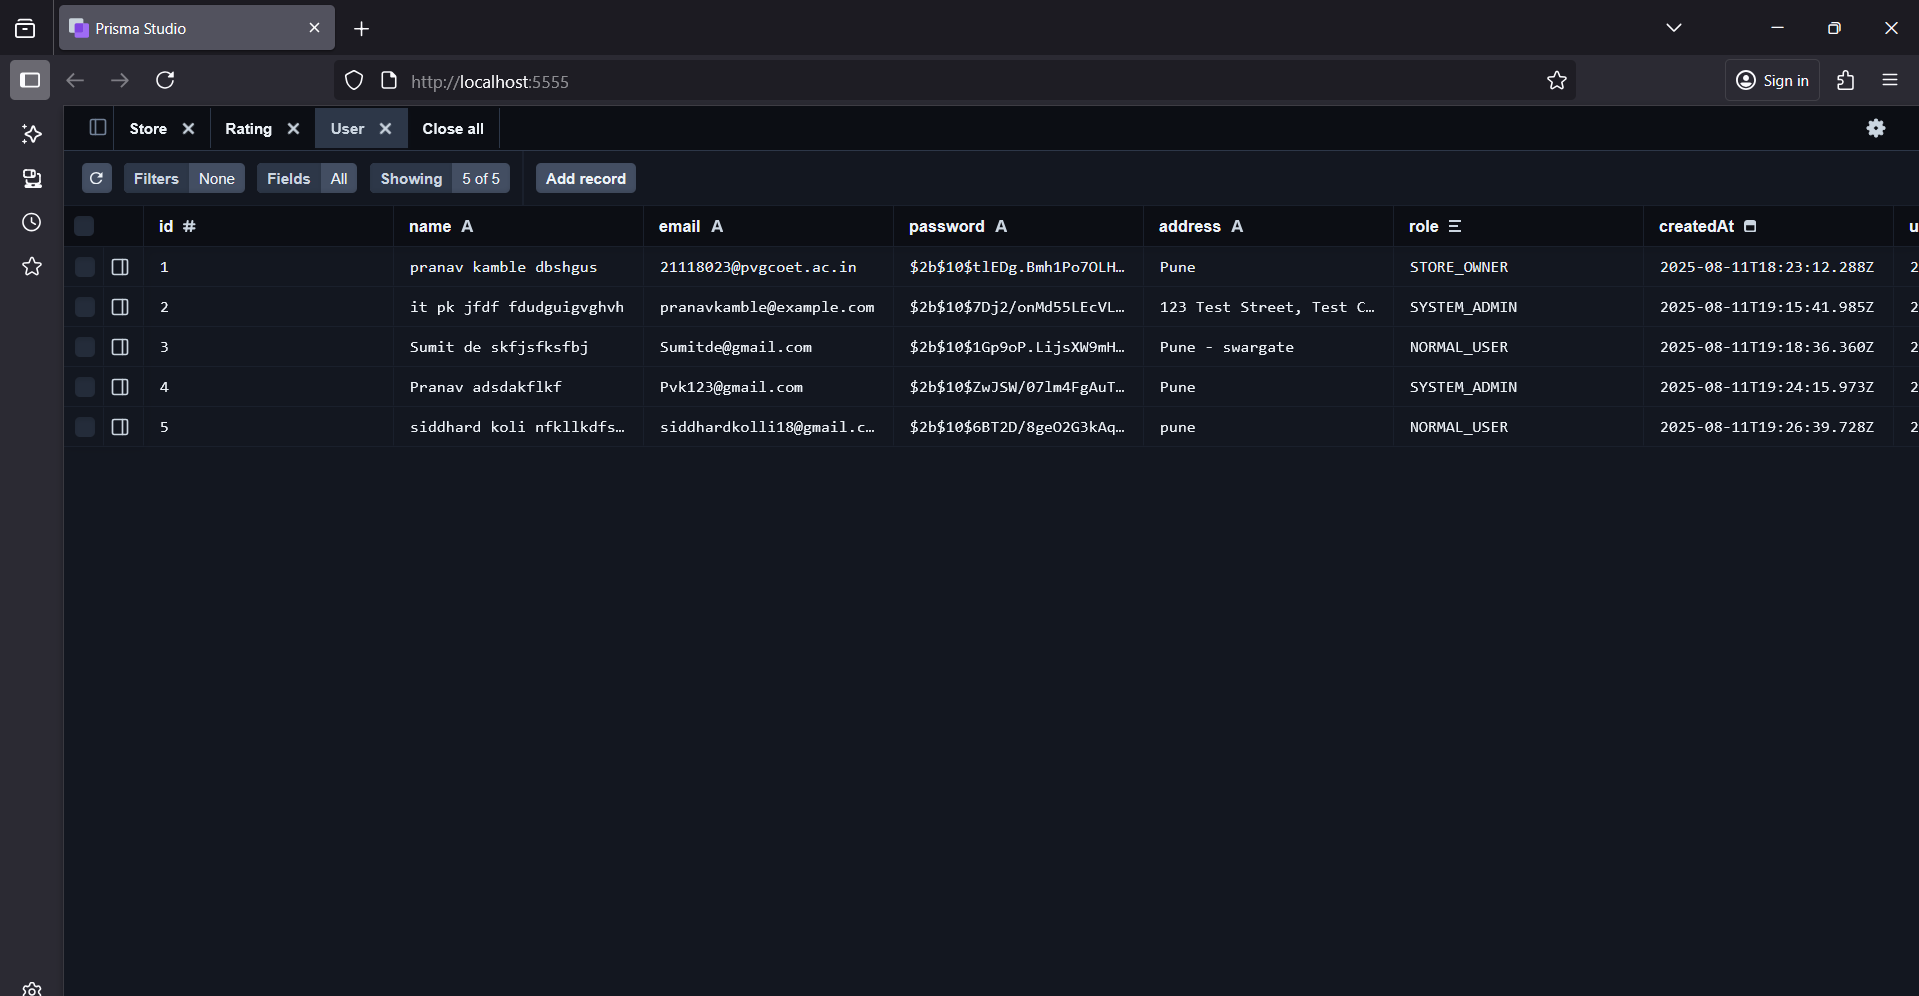 Prisma Studio
http://localhost:5555
Sign in
Store Rating User Close all
Filters None Fields All Showing 5 of 5 Add record
id # name A email A password A address A role createdAt u
1 pranav kamble dbshgus 21118023@pvgcoet.ac.in $2b$10$tlEDg.Bmh1Po7OLH… Pune STORE_OWNER 2025-08-11T18:23:12.288Z 2
2 it pk jfdf fdudguigvghvh pranavkamble@example.com $2b$10$7Dj2/onMd55LEcVL… 123 Test Street, Test C… SYSTEM_ADMIN 2025-08-11T19:15:41.985Z 2
3 Sumit de skfjsfksfbj Sumitde@gmail.com $2b$10$1Gp9oP.LijsXW9mH… Pune - swargate NORMAL_USER 2025-08-11T19:18:36.360Z 2
4 Pranav adsdakflkf Pvk123@gmail.com $2b$10$ZwJSW/07lm4FgAuT… Pune SYSTEM_ADMIN 2025-08-11T19:24:15.973Z 2
5 siddhard koli nfkllkdfs… siddhardkolli18@gmail.c… $2b$10$6BT2D/8geO2G3kAq… pune NORMAL_USER 2025-08-11T19:26:39.728Z 2